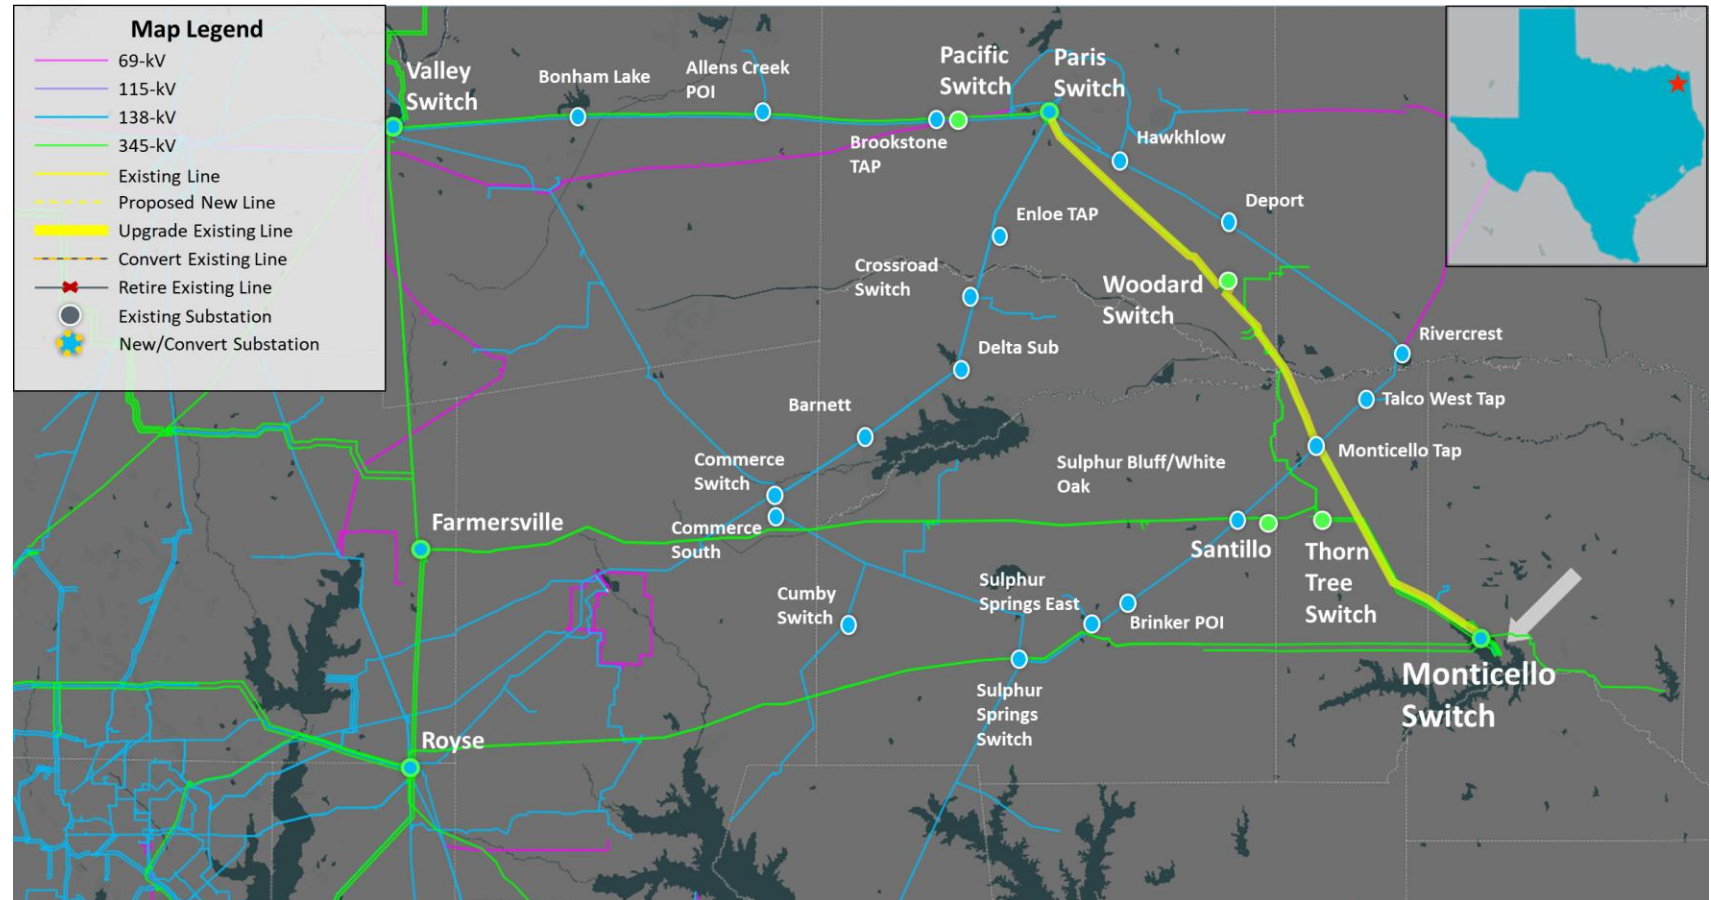 Map Legend
69-kV
115-kV
138-kV
345-kV
Existing Line
Proposed New Line
Upgrade Existing Line
Convert Existing Line
Retire Existing Line
Existing Substation
New/Convert Substation
Valley
Switch
Bonham Lake
Allens Creek
POI
Pacific
Switch
Paris
Switch
Brookstone
TAP
Hawkhlow
Enloe TAP
Deport
Crossroad
Switch
Woodard
Switch
Delta Sub
Rivercrest
Barnett
Talco West Tap
Commerce
Switch
Monticello Tap
Sulphur Bluff/White
Oak
Farmersville
Commerce
South
Santillo
Thorn
Tree
Switch
Cumby
Switch
Sulphur
Springs East
Brinker POI
Monticello
Switch
Sulphur
Springs
Switch
Royse